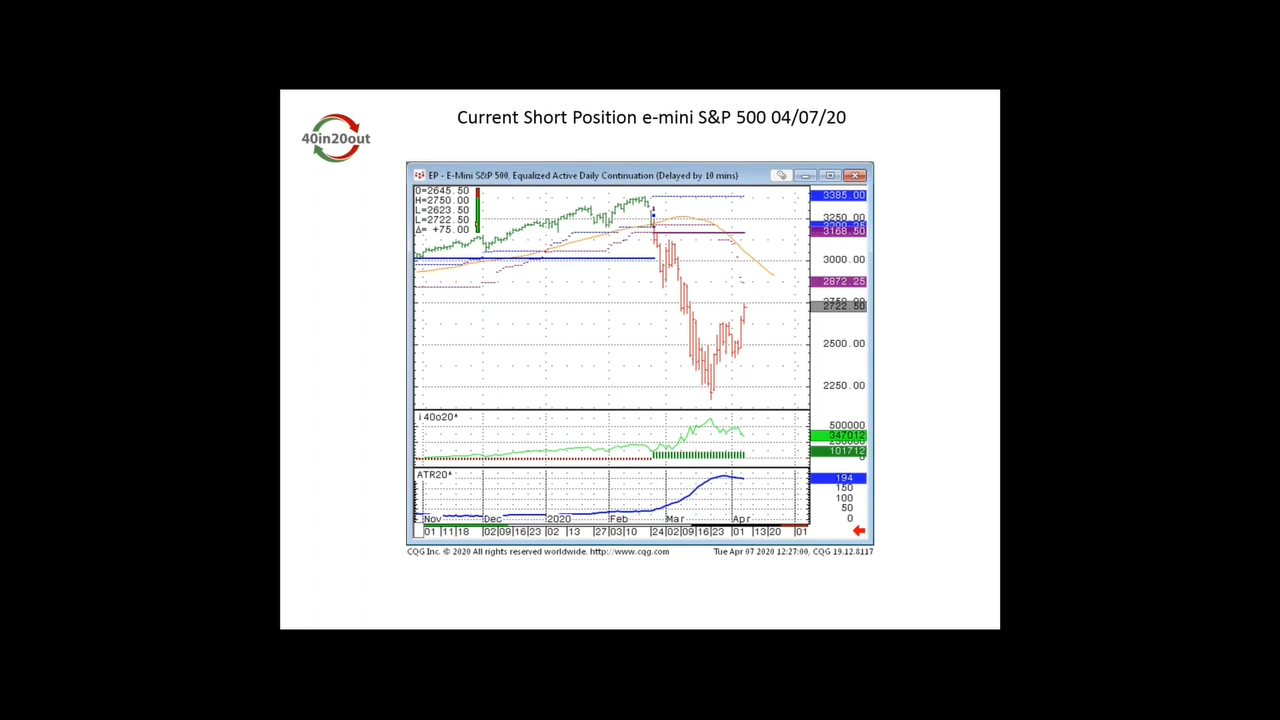 Current Short Position e-mini S&P 500 04/07/20
40in20out
EP - E-Mini S&P 500, Equalized Active Daily Continuation (Delayed by 10 mins)
O=2645.50
H=2750.00
L=2623.50
L=2722.50
Δ= +75.00
3385.00
3250.00
3168.50
3000.00
2872.25
2750.00
2722.50
2500.00
2250.00
i40o20*
500000
347012
101712
0
ATR20*
194
150
100
50
0
Nov Dec 2020 Feb Mar Apr
01 |11|18 |02|09|16|23|02 |13 |27|03|10 |24|02|09|16|23 |01 |13|20 |01
CQG Inc. © 2020 All rights reserved worldwide. http://www.cqg.com Tue Apr 07 2020 12:27:00, CQG 19.12.8117